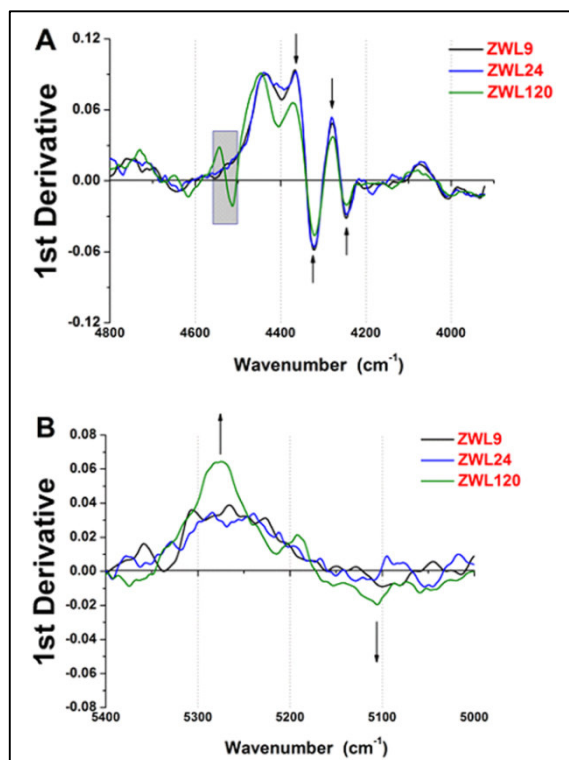 A
ZWL9
ZWL24
ZWL120
1st Derivative
0.12
0.06
0.00
-0.06
-0.12
4800 4600 4400 4200 4000
Wavenumber (cm⁻¹)
B
ZWL9
ZWL24
ZWL120
1st Derivative
0.08
0.06
0.04
0.02
0.00
-0.02
-0.04
-0.06
-0.08
5400 5300 5200 5100 5000
Wavenumber (cm⁻¹)